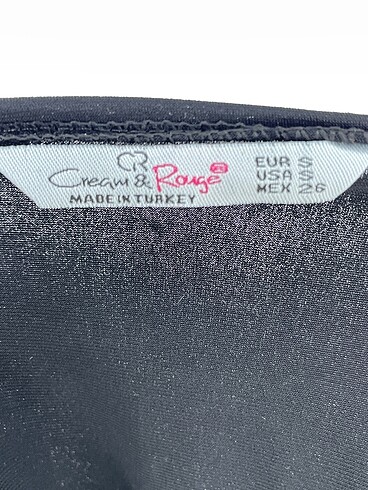 CR
Cream & Rouge
MADE IN TURKEY
EUR S
USA S
MEX 26